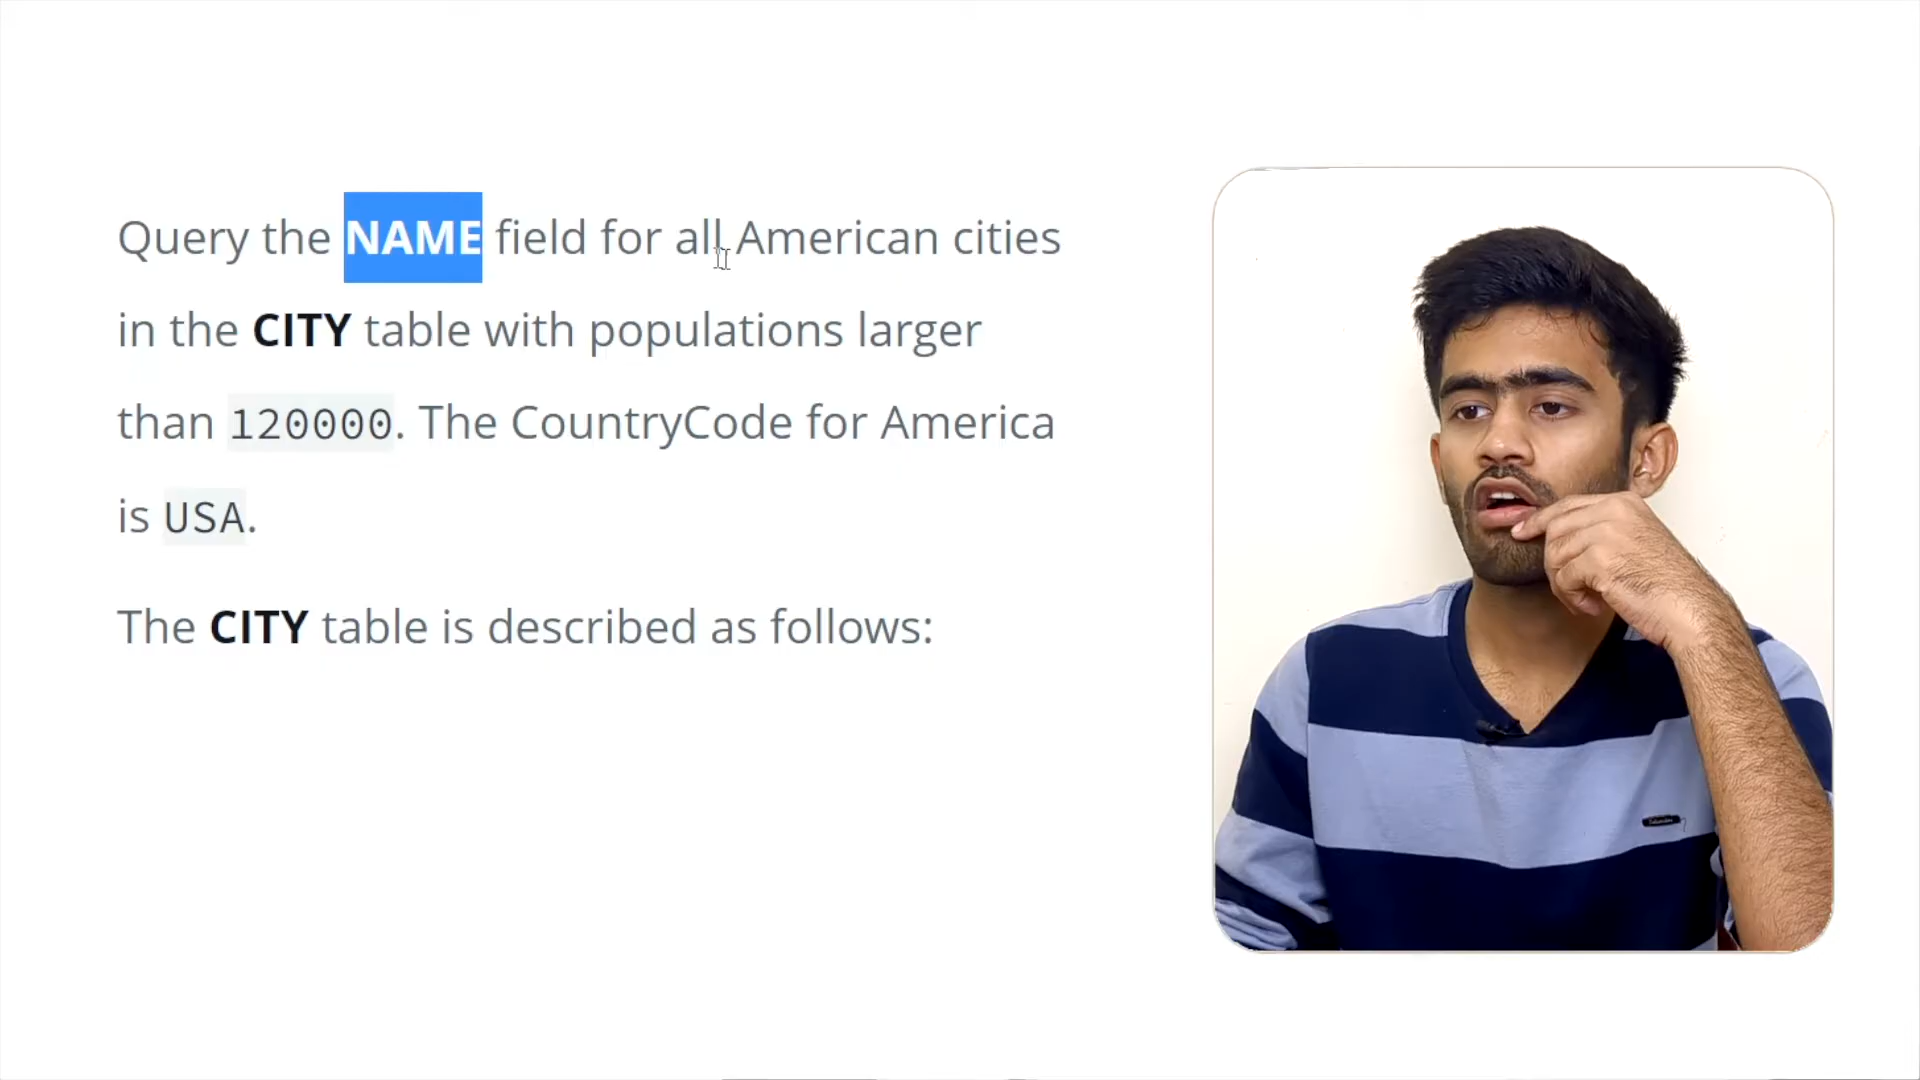 Query the NAME field for all American cities
in the CITY table with populations larger
than 120000. The CountryCode for America
is USA.
The CITY table is described as follows: